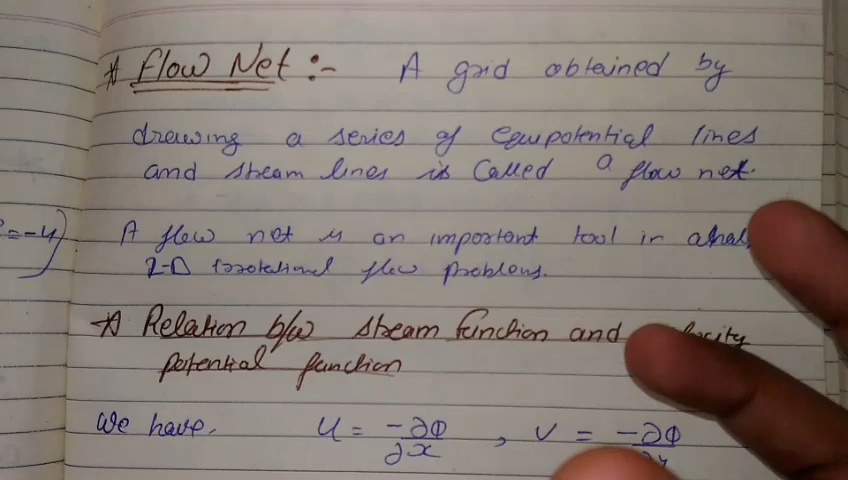 * Flow Net :- A grid obtained by
drawing a series of equipotential lines
and stream lines is called a flow net.
=-4)
A flow net is an important tool in
2-D irrotational flow problems.
* Relation b/w stream function and
potential function
We have, U = -∂Φ/∂x , V = -∂Φ/